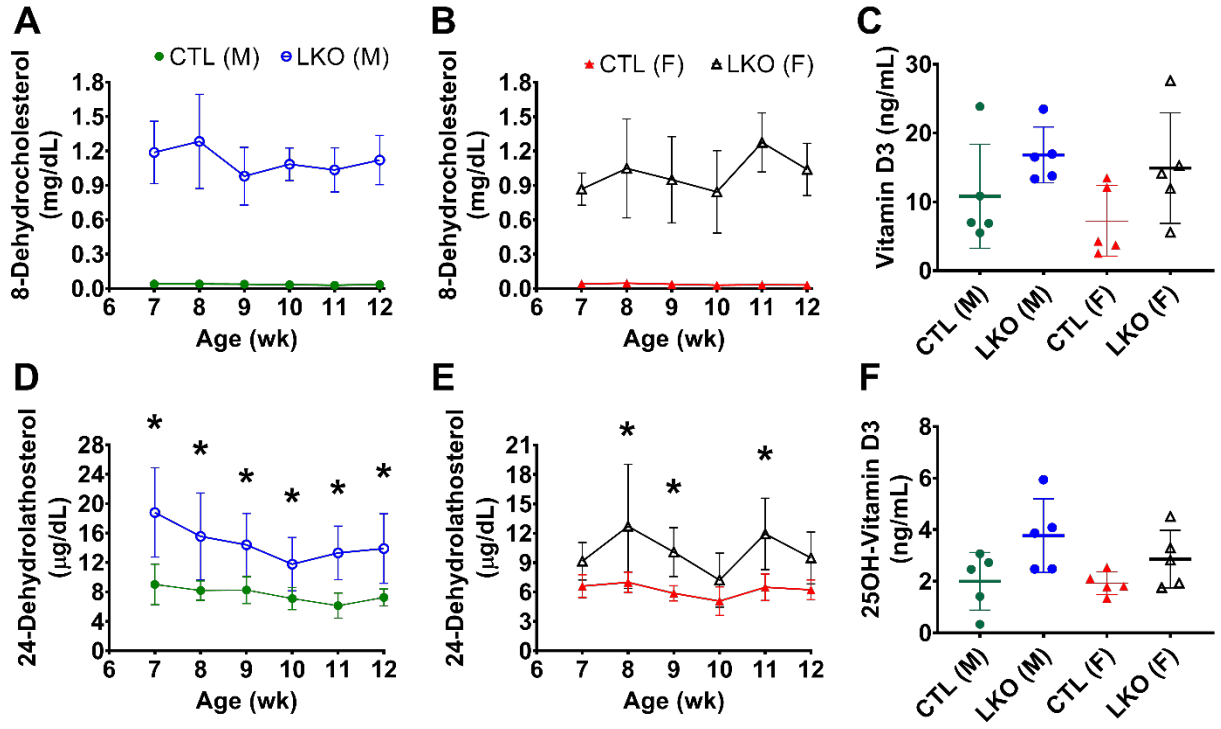 A
CTL (M) LKO (M)
8-Dehydrocholesterol
(mg/dL)
1.8
1.5
1.2
0.9
0.6
0.3
0.0
6 7 8 9 10 11 12
Age (wk)
B
CTL (F) LKO (F)
8-Dehydrocholesterol
(mg/dL)
1.8
1.5
1.2
0.9
0.6
0.3
0.0
6 7 8 9 10 11 12
Age (wk)
C
Vitamin D3 (ng/mL)
30
20
10
0
CTL (M) LKO (M) CTL (F) LKO (F)
D
24-Dehydrolathosterol
(μg/dL)
28
24
20
16
12
8
4
0
* * * * * *
6 7 8 9 10 11 12
Age (wk)
E
24-Dehydrolathosterol
(μg/dL)
21
18
15
12
9
6
3
0
* * *
6 7 8 9 10 11 12
Age (wk)
F
25OH-Vitamin D3
(ng/mL)
8
6
4
2
0
CTL (M) LKO (M) CTL (F) LKO (F)